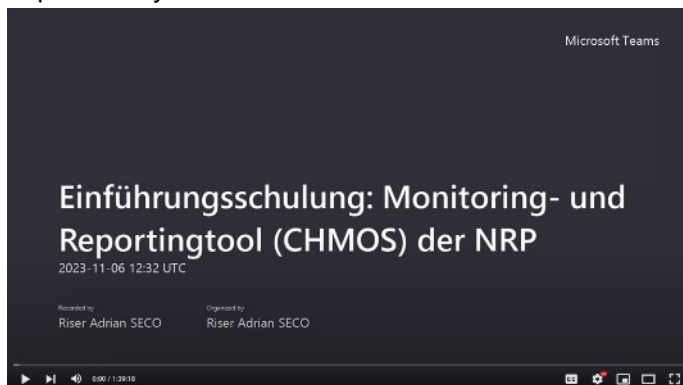 Microsoft Teams
Einführungsschulung: Monitoring- und
Reportingtool (CHMOS) der NRP
2023-11-06 12:32 UTC
Recorded by
Organized by
Riser Adrian SECO
Riser Adrian SECO
0:00 / 1:39:18